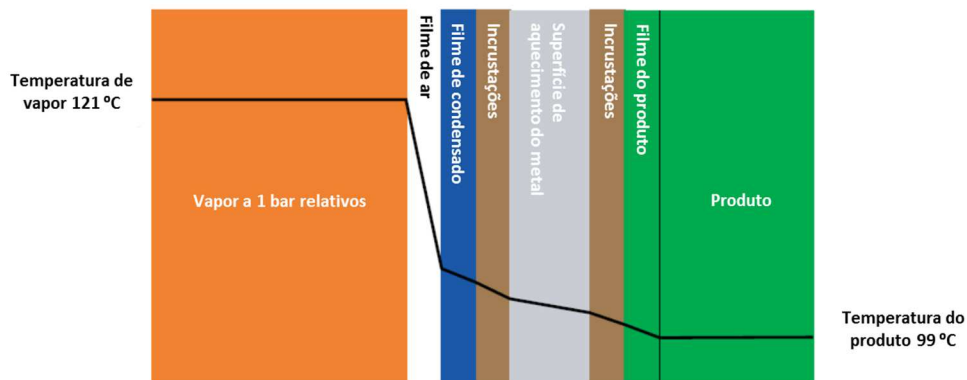 Temperatura de
vapor 121 ºC
Vapor a 1 bar relativos
Filme de ar
Filme de condensado
Incrustações
Superfície de
aquecimento do metal
Incrustações
Filme do produto
Produto
Temperatura do
produto 99 ºC